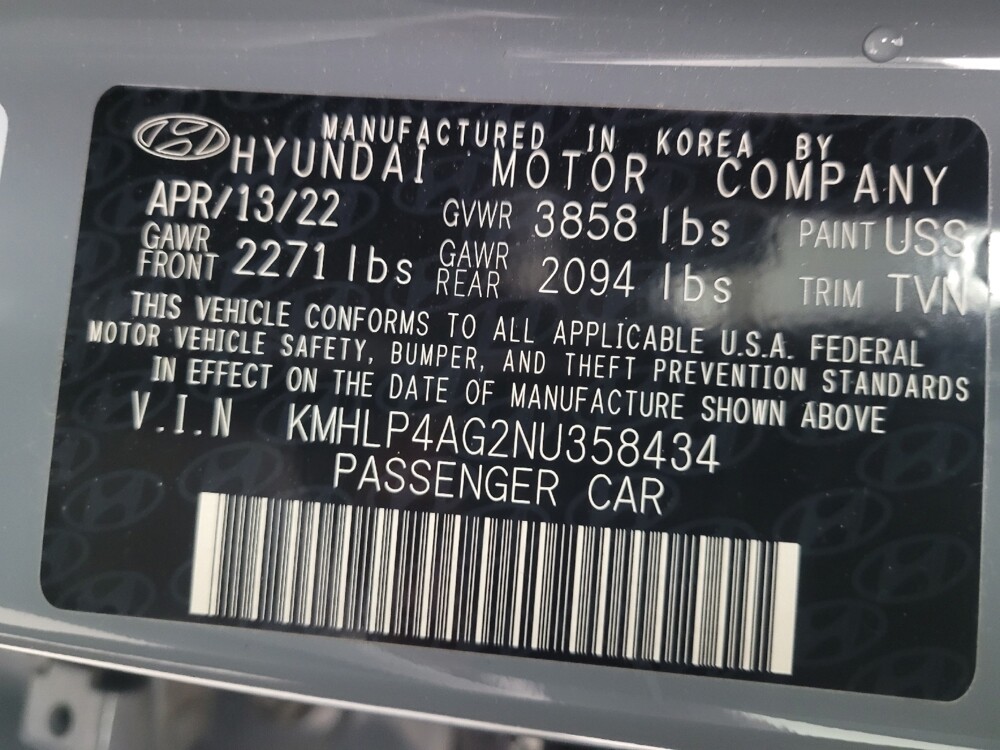 MANUFACTURED IN KOREA BY
HYUNDAI MOTOR COMPANY
APR/13/22 GVWR 3858 lbs PAINT USS
GAWR FRONT 2271 lbs GAWR REAR 2094 lbs TRIM TVN
THIS VEHICLE CONFORMS TO ALL APPLICABLE U.S.A. FEDERAL
MOTOR VEHICLE SAFETY, BUMPER, AND THEFT PREVENTION STANDARDS
IN EFFECT ON THE DATE OF MANUFACTURE SHOWN ABOVE
V.I.N KMHLP4AG2NU358434
PASSENGER CAR